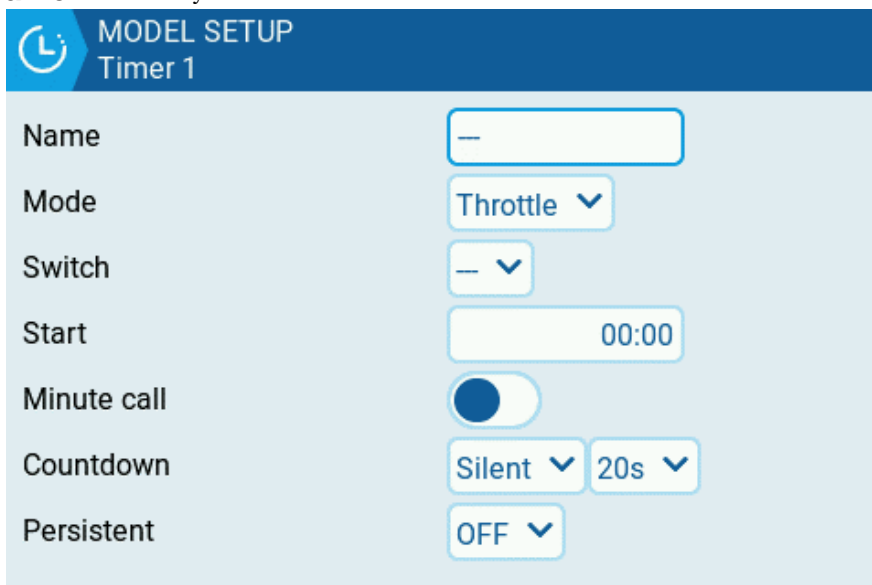 MODEL SETUP
Timer 1
Name ---
Mode Throttle
Switch ---
Start 00:00
Minute call
Countdown Silent 20s
Persistent OFF